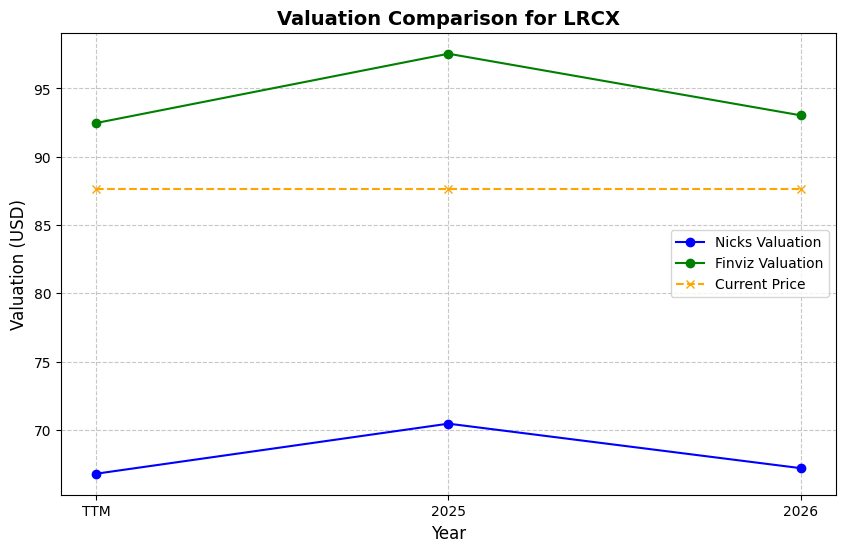 Valuation Comparison for LRCX
Valuation (USD)
95
90
85
80
75
70
Nicks Valuation
Finviz Valuation
Current Price
TTM
2025
2026
Year